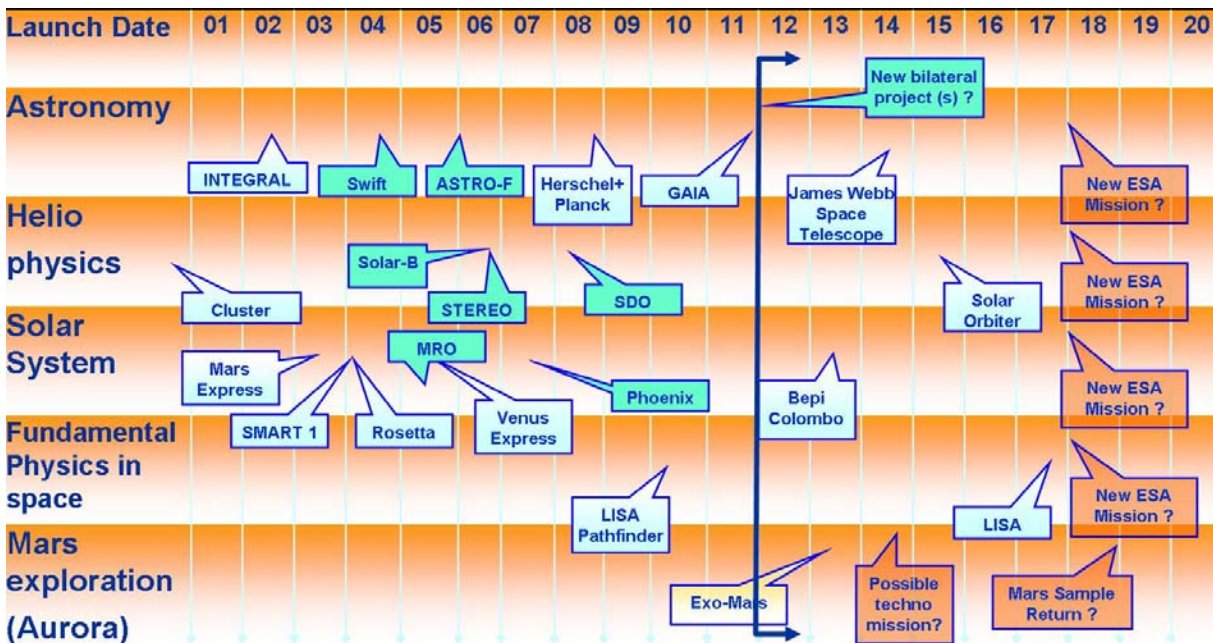 Launch Date 01 02 03 04 05 06 07 08 09 10 11 12 13 14 15 16 17 18 19 20
New bilateral
project (s) ?
Astronomy
INTEGRAL
Swift
ASTRO-F
Herschel+
Planck
GAIA
James Webb
Space
Telescope
New ESA
Mission ?
Helio
physics
Solar-B
Cluster
STEREO
SDO
Solar
Orbiter
New ESA
Mission ?
Solar
System
Mars
Express
MRO
SMART 1
Rosetta
Venus
Express
Phoenix
Bepi
Colombo
New ESA
Mission ?
Fundamental
Physics in
space
LISA
Pathfinder
LISA
New ESA
Mission ?
Mars
exploration
(Aurora)
Exo-Mars
Possible
techno
mission?
Mars Sample
Return ?